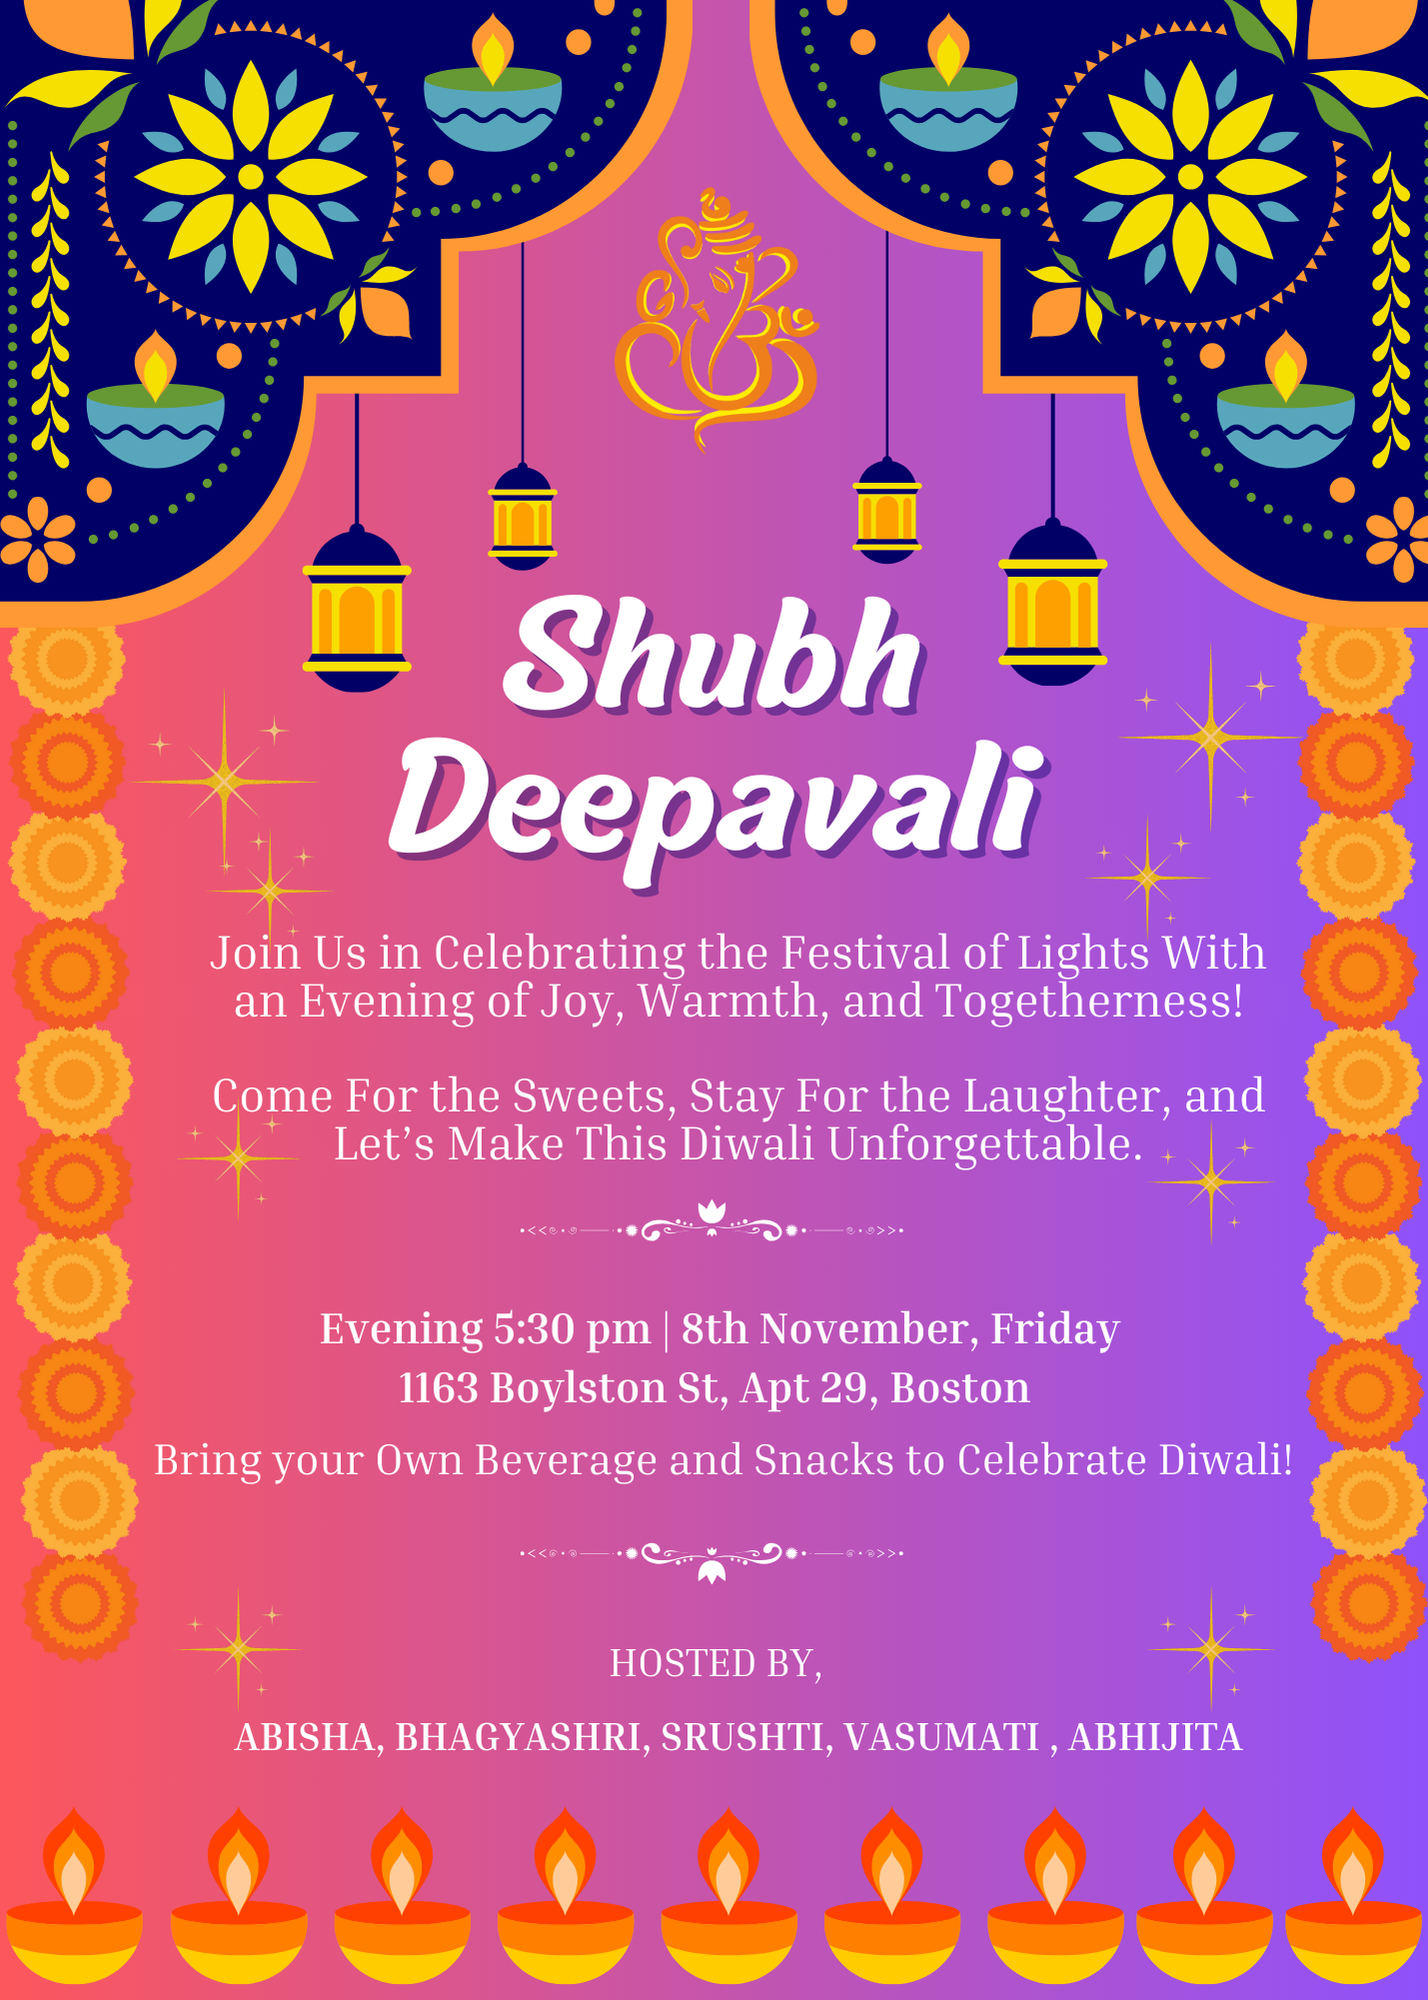 Shubh
Deepavali
Join Us in Celebrating the Festival of Lights With
an Evening of Joy, Warmth, and Togetherness!
Come For the Sweets, Stay For the Laughter, and
Let’s Make This Diwali Unforgettable.
Evening 5:30 pm | 8th November, Friday
1163 Boylston St, Apt 29, Boston
Bring your Own Beverage and Snacks to Celebrate Diwali!
HOSTED BY,
ABISHA, BHAGYASHRI, SRUSHTI, VASUMATI , ABHIJITA